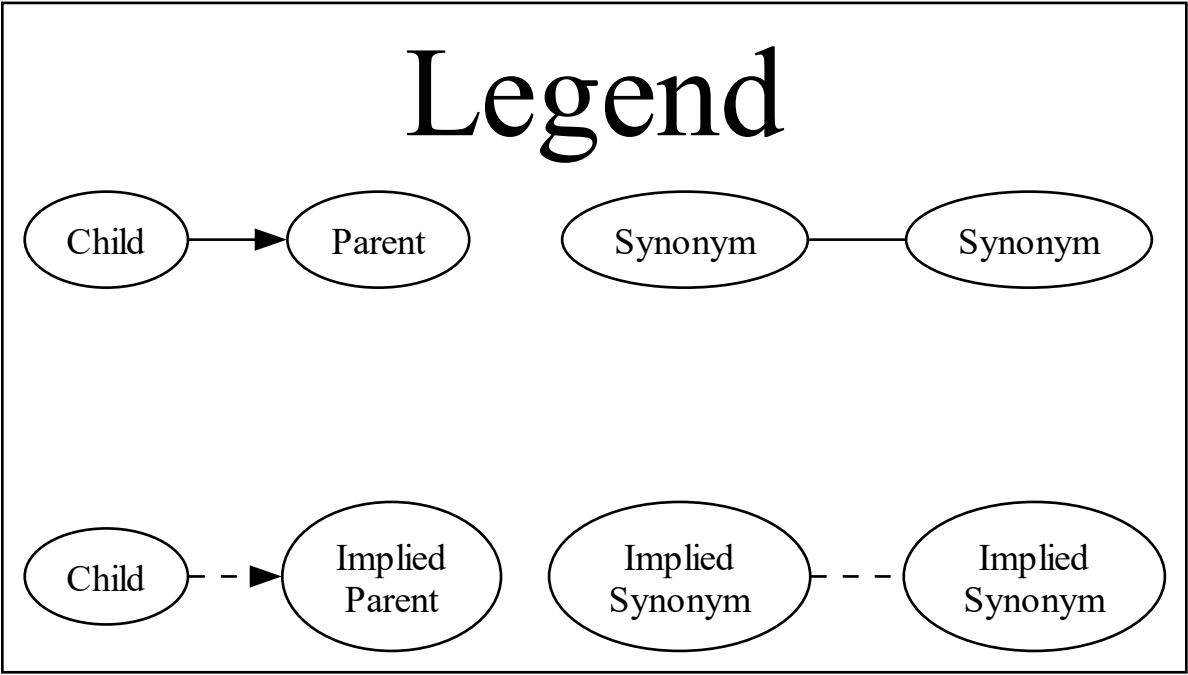 Legend
Child
Parent
Synonym
Synonym
Child
Implied
Parent
Implied
Synonym
Implied
Synonym